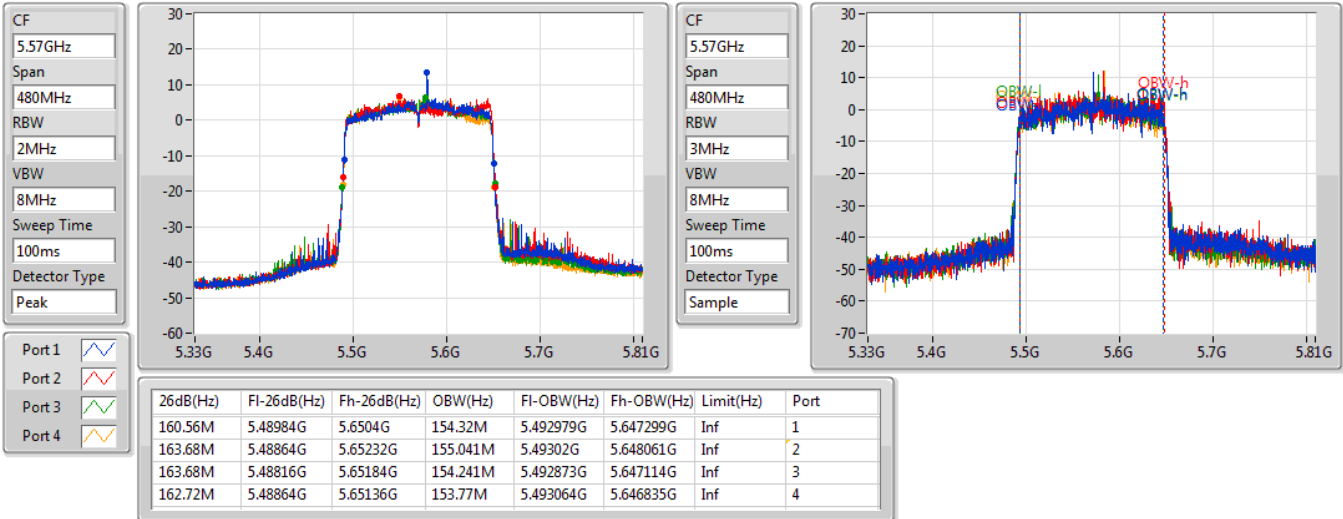 CF
5.57GHz
Span
480MHz
RBW
2MHz
VBW
8MHz
Sweep Time
100ms
Detector Type
Peak
30
20
10
0
-10
-20
-30
-40
-50
-60
5.33G 5.4G 5.5G 5.6G 5.7G 5.81G
CF
5.57GHz
Span
480MHz
RBW
3MHz
VBW
8MHz
Sweep Time
100ms
Detector Type
Sample
30
20
10
0
-10
-20
-30
-40
-50
-60
-70
OBW-l
OBW-h
OBW-h
5.33G 5.4G 5.5G 5.6G 5.7G 5.81G
Port 1
Port 2
Port 3
Port 4
26dB(Hz) Fl-26dB(Hz) Fh-26dB(Hz) OBW(Hz) Fl-OBW(Hz) Fh-OBW(Hz) Limit(Hz) Port
160.56M 5.48984G 5.6504G 154.32M 5.492979G 5.647299G Inf 1
163.68M 5.48864G 5.65232G 155.041M 5.49302G 5.648061G Inf 2
163.68M 5.48816G 5.65184G 154.241M 5.492873G 5.647114G Inf 3
162.72M 5.48864G 5.65136G 153.77M 5.493064G 5.646835G Inf 4